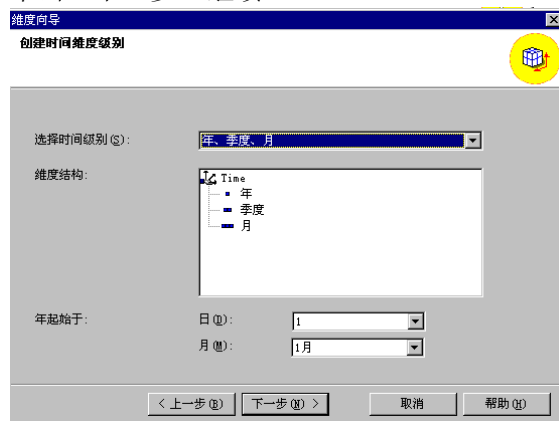 维度向导
创建时间维度级别
选择时间级别(S):
年、季度、月
维度结构:
Time
年
季度
月
年起始于:
日(D):
1
月(M):
1月
< 上一步(B)
下一步(N) >
取消
帮助(H)